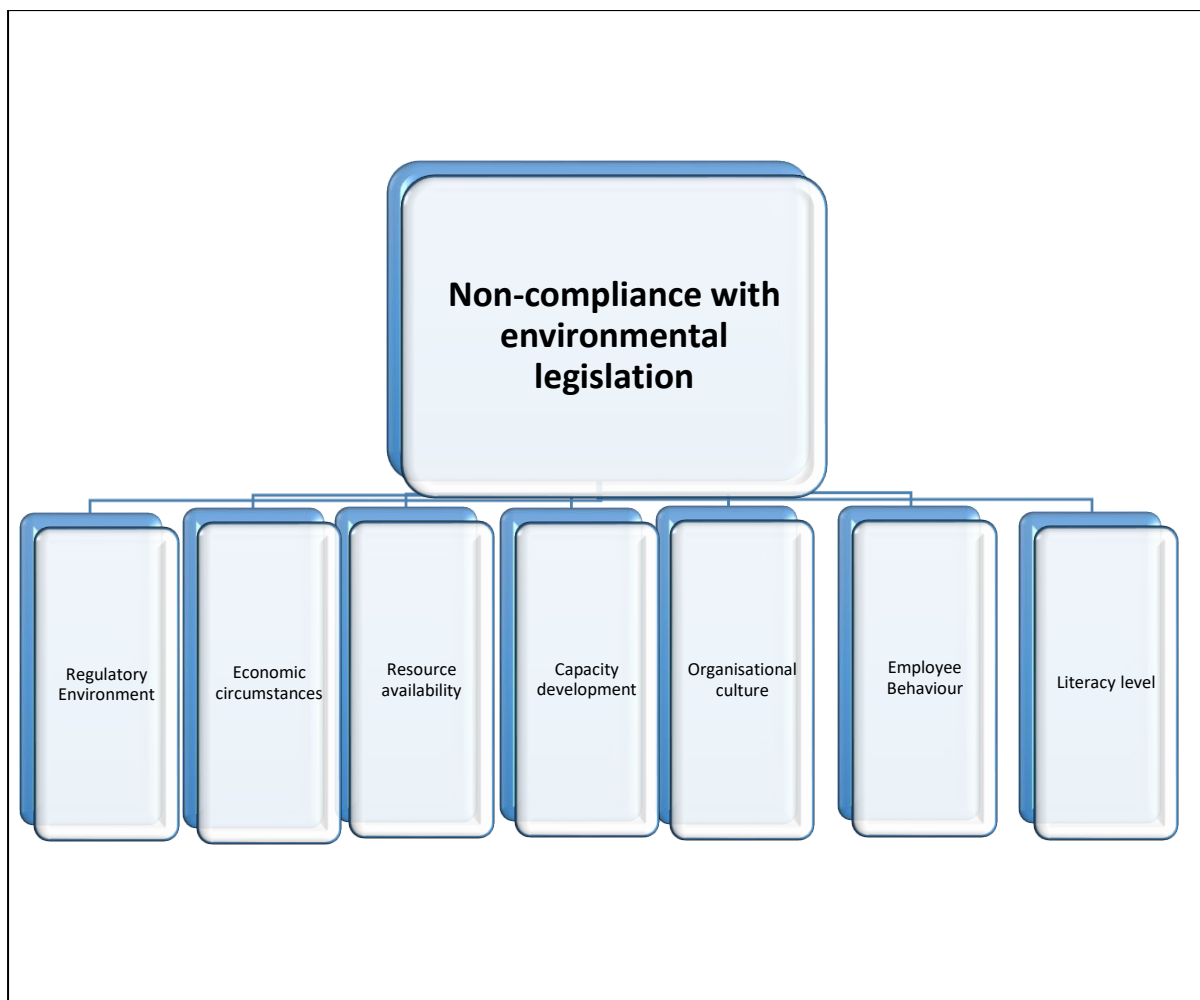 Non-compliance with
environmental
legislation
Regulatory
Environment
Economic
circumstances
Resource
availability
Capacity
development
Organisational
culture
Employee
Behaviour
Literacy level